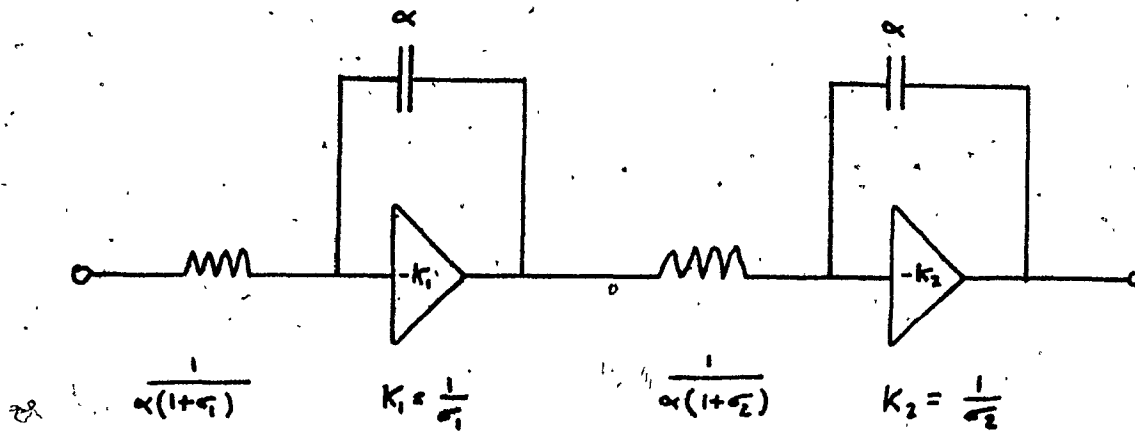 α α
-K₁ -K₂
1/α(1+σ₁) K₁ = 1/σ₁ 1/α(1+σ₂) K₂ = 1/σ₂